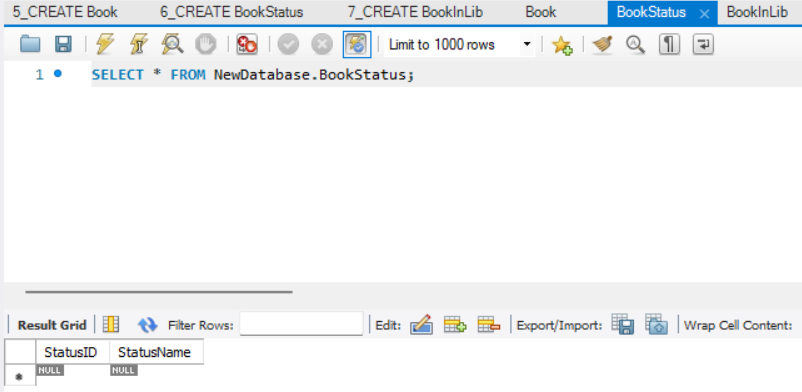 5_CREATE Book 6_CREATE BookStatus 7_CREATE BookInLib Book BookStatus BookInLib
Limit to 1000 rows
1 SELECT * FROM NewDatabase.BookStatus;
Result Grid Filter Rows: Edit: Export/Import: Wrap Cell Content:
StatusID StatusName
* NULL NULL